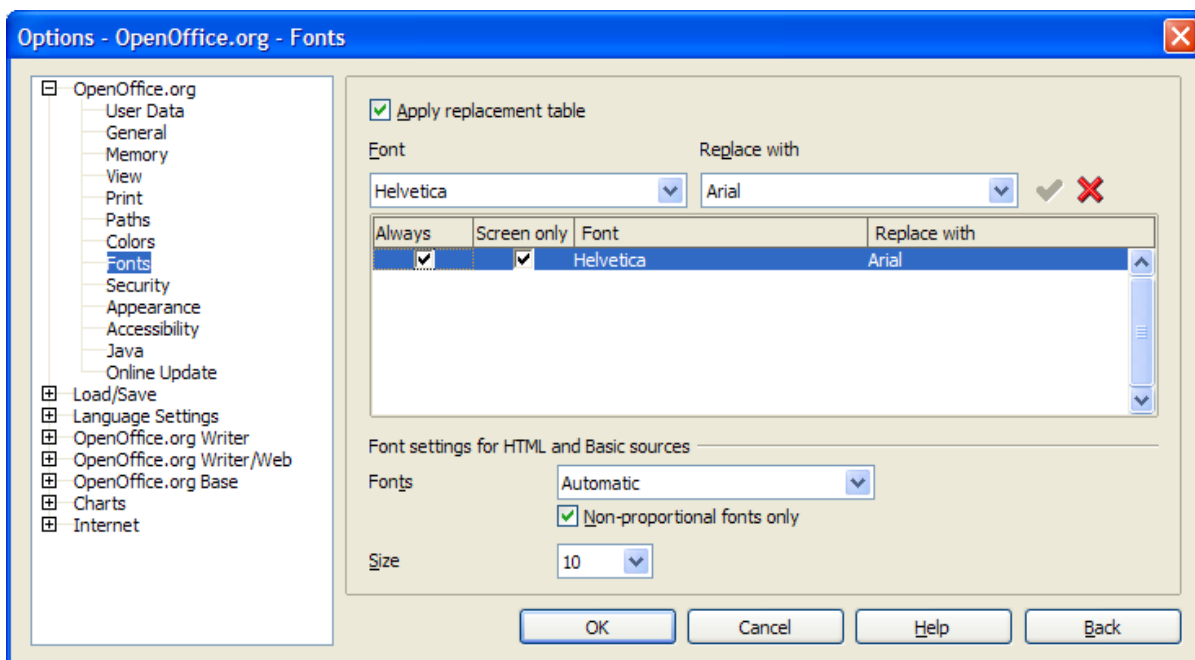 Options - OpenOffice.org - Fonts
OpenOffice.org
User Data
General
Memory
View
Print
Paths
Colors
Fonts
Security
Appearance
Accessibility
Java
Online Update
Load/Save
Language Settings
OpenOffice.org Writer
OpenOffice.org Writer/Web
OpenOffice.org Base
Charts
Internet
Apply replacement table
Font Replace with
Helvetica Arial
Always Screen only Font Replace with
Helvetica Arial
Font settings for HTML and Basic sources
Fonts Automatic
Non-proportional fonts only
Size 10
OK Cancel Help Back